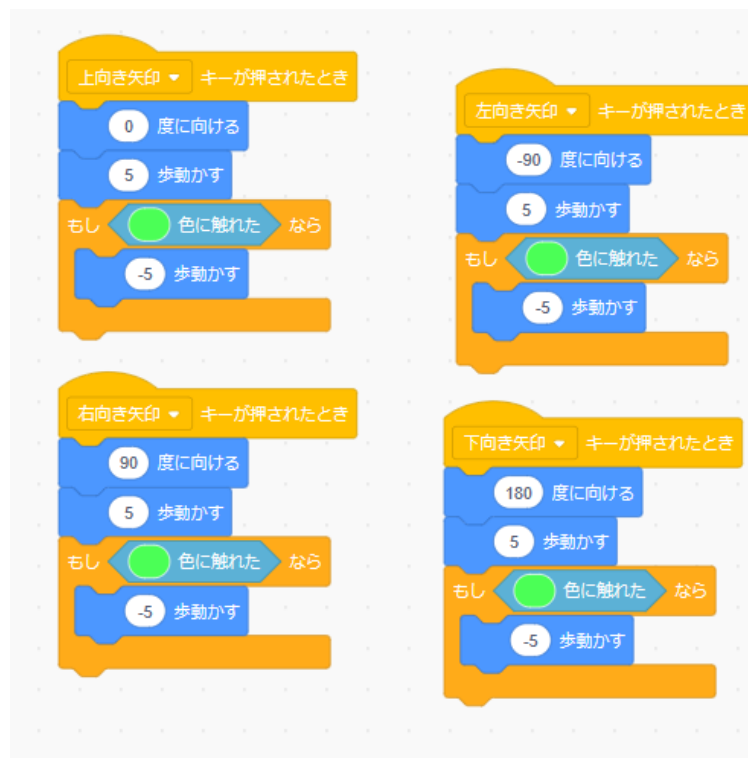 上向き矢印 キーが押されたとき
0 度に向ける
5 歩動かす
もし 色に触れた なら
-5 歩動かす
左向き矢印 キーが押されたとき
-90 度に向ける
5 歩動かす
もし 色に触れた なら
-5 歩動かす
右向き矢印 キーが押されたとき
90 度に向ける
5 歩動かす
もし 色に触れた なら
-5 歩動かす
下向き矢印 キーが押されたとき
180 度に向ける
5 歩動かす
もし 色に触れた なら
-5 歩動かす